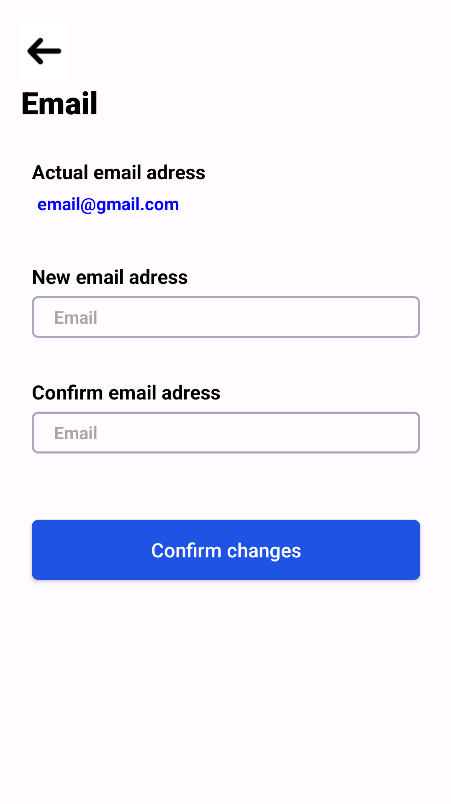 Email
Actual email adress
email@gmail.com
New email adress
Email
Confirm email adress
Email
Confirm changes